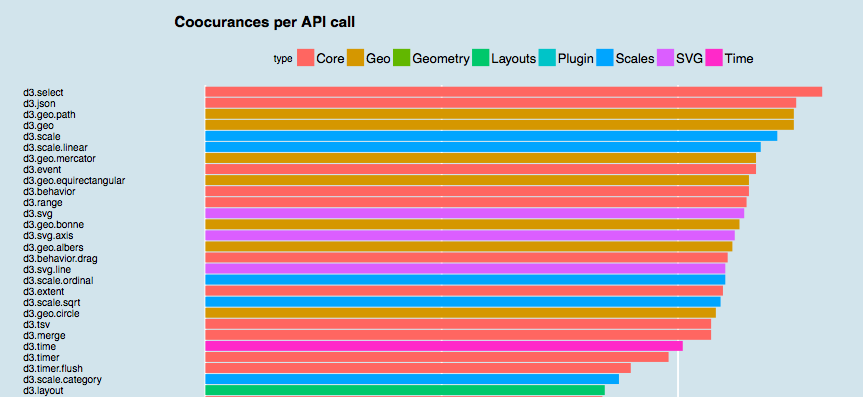 Coocurances per API call
type Core Geo Geometry Layouts Plugin Scales SVG Time
d3.select
d3.json
d3.geo.path
d3.geo
d3.scale
d3.scale.linear
d3.geo.mercator
d3.event
d3.geo.equirectangular
d3.behavior
d3.range
d3.svg
d3.geo.bonne
d3.svg.axis
d3.geo.albers
d3.behavior.drag
d3.svg.line
d3.scale.ordinal
d3.extent
d3.scale.sqrt
d3.geo.circle
d3.tsv
d3.merge
d3.time
d3.timer
d3.timer.flush
d3.scale.category
d3.layout